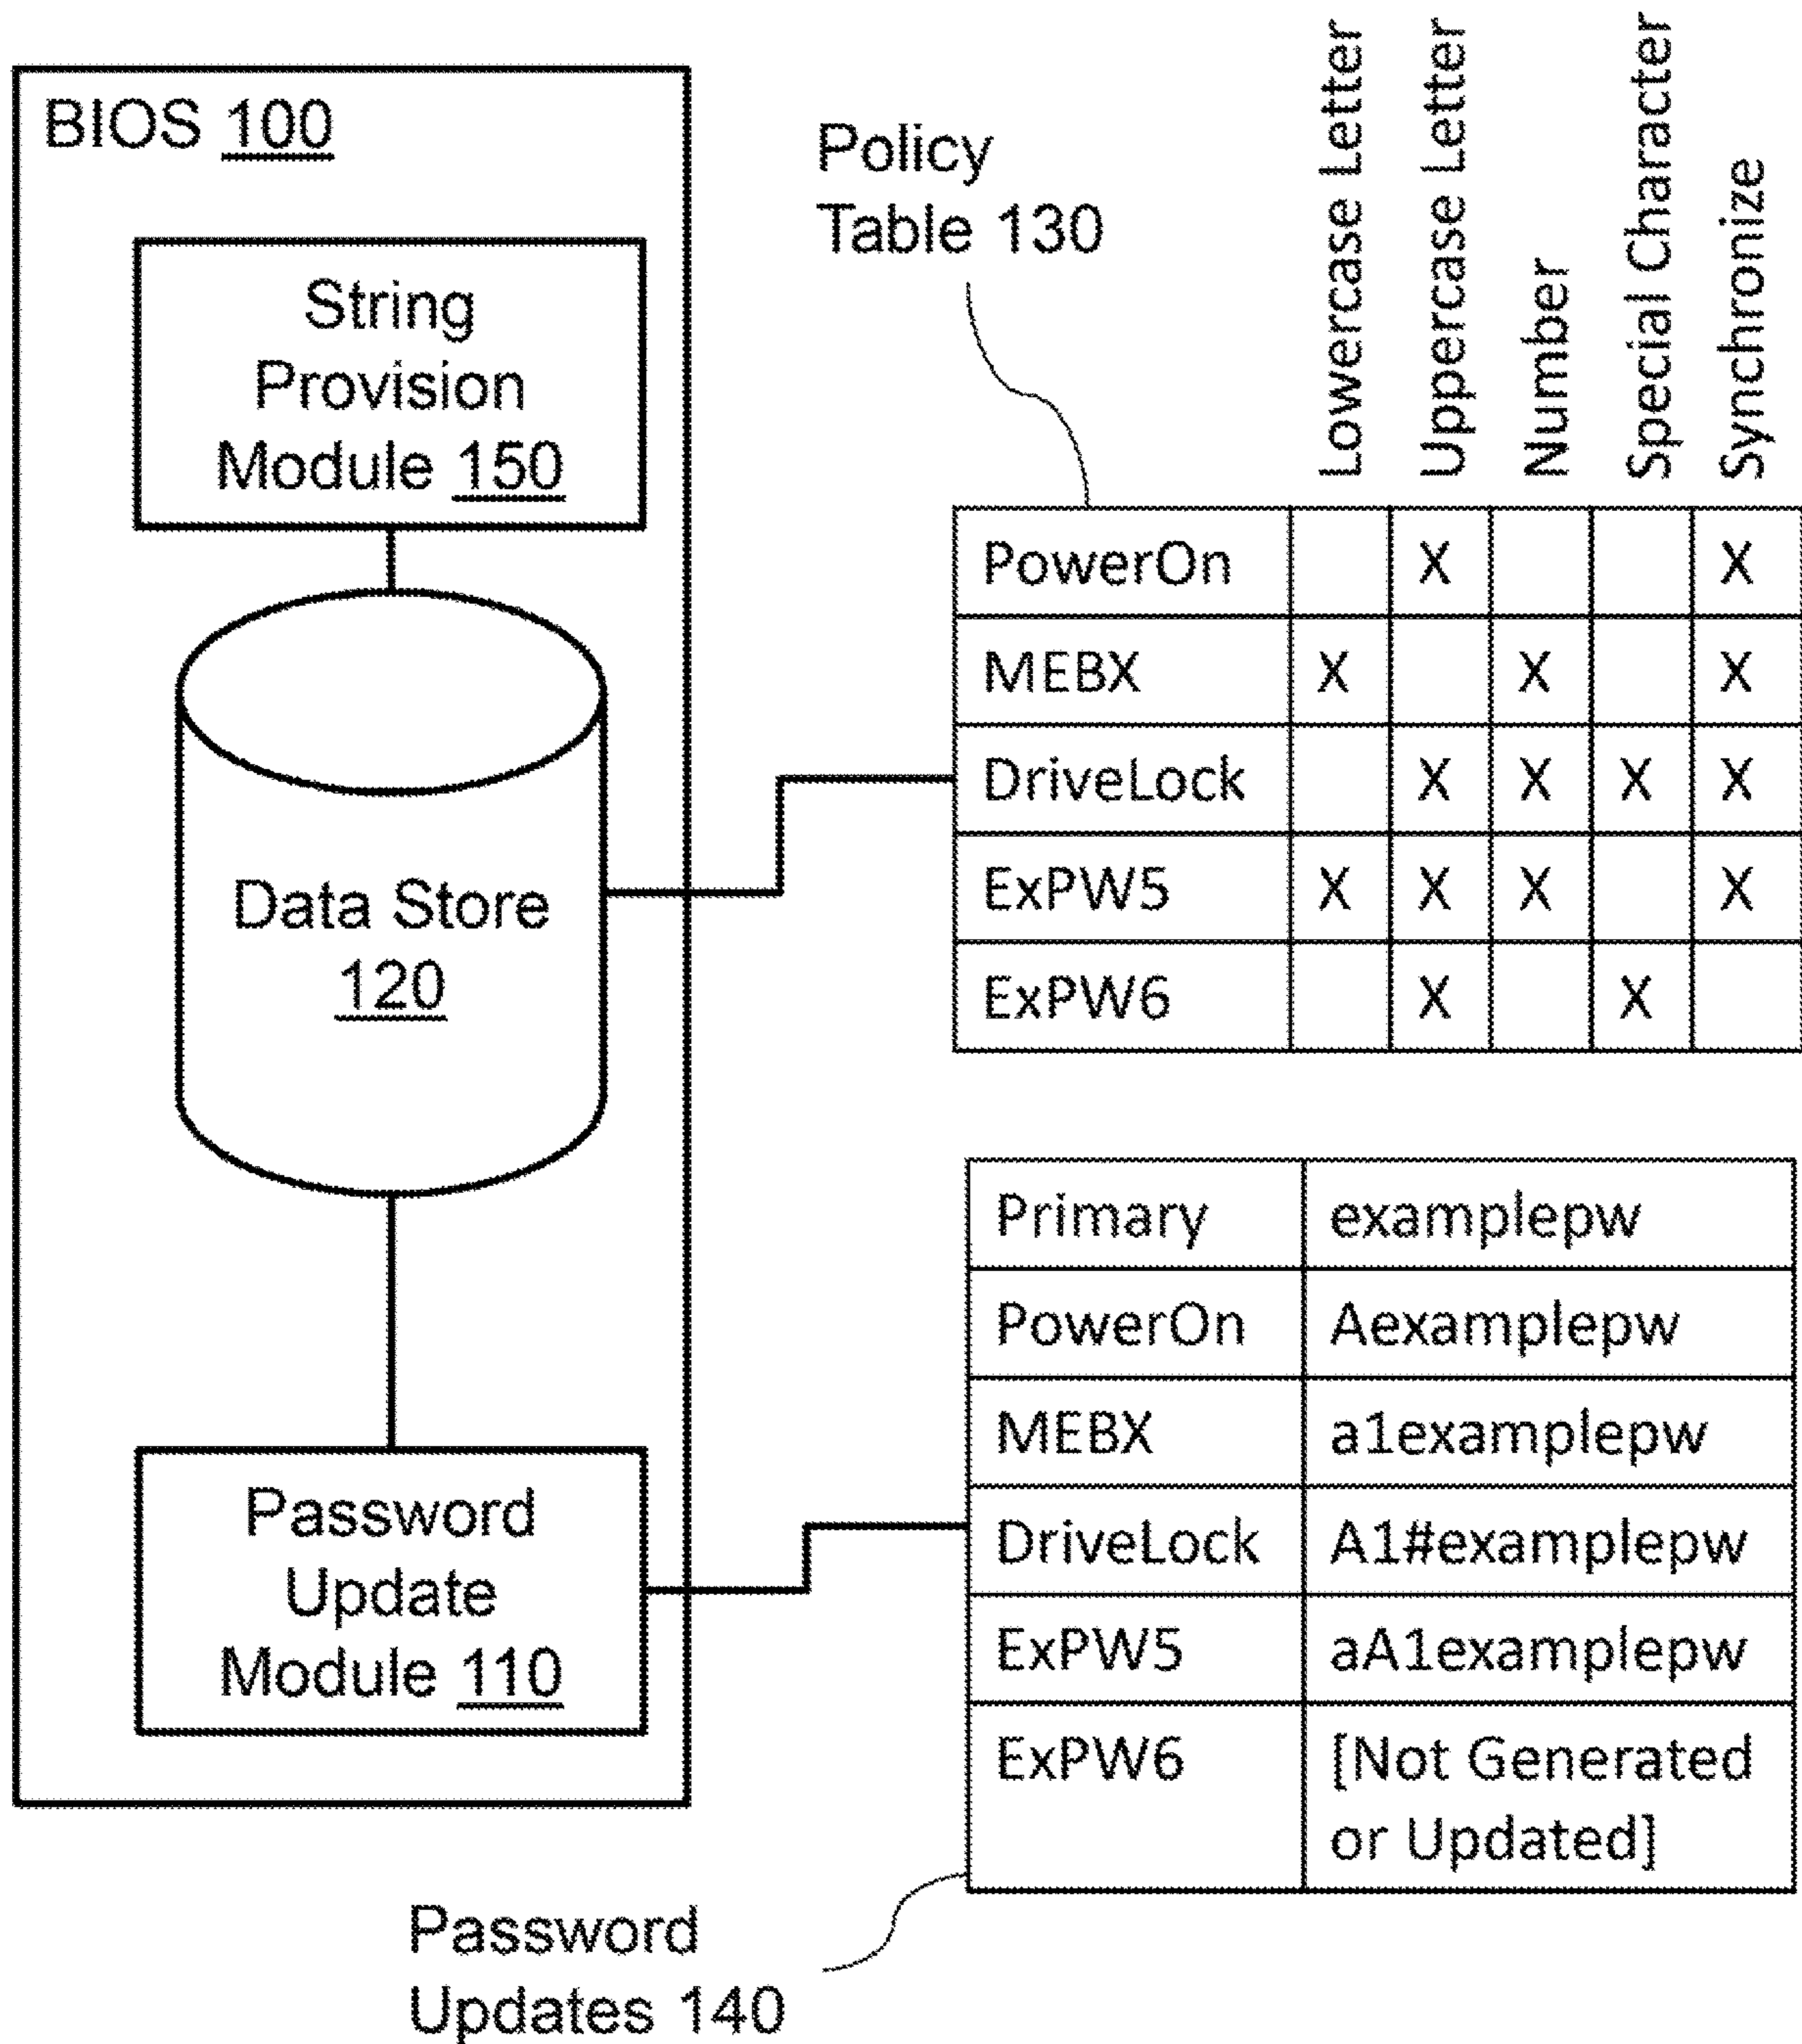 BIOS 100
String
Provision
Module 150
Data Store
120
Password
Update
Module 110
Policy
Table 130
Lowercase Letter
Uppercase Letter
Number
Special Character
Synchronize
PowerOn X X
MEBX X X X
DriveLock X X X X
ExPW5 X X X X
ExPW6 X X
Primary examplepw
PowerOn Aexamplepw
MEBX a1examplepw
DriveLock A1#examplepw
ExPW5 aA1examplepw
ExPW6 [Not Generated
or Updated]
Password
Updates 140